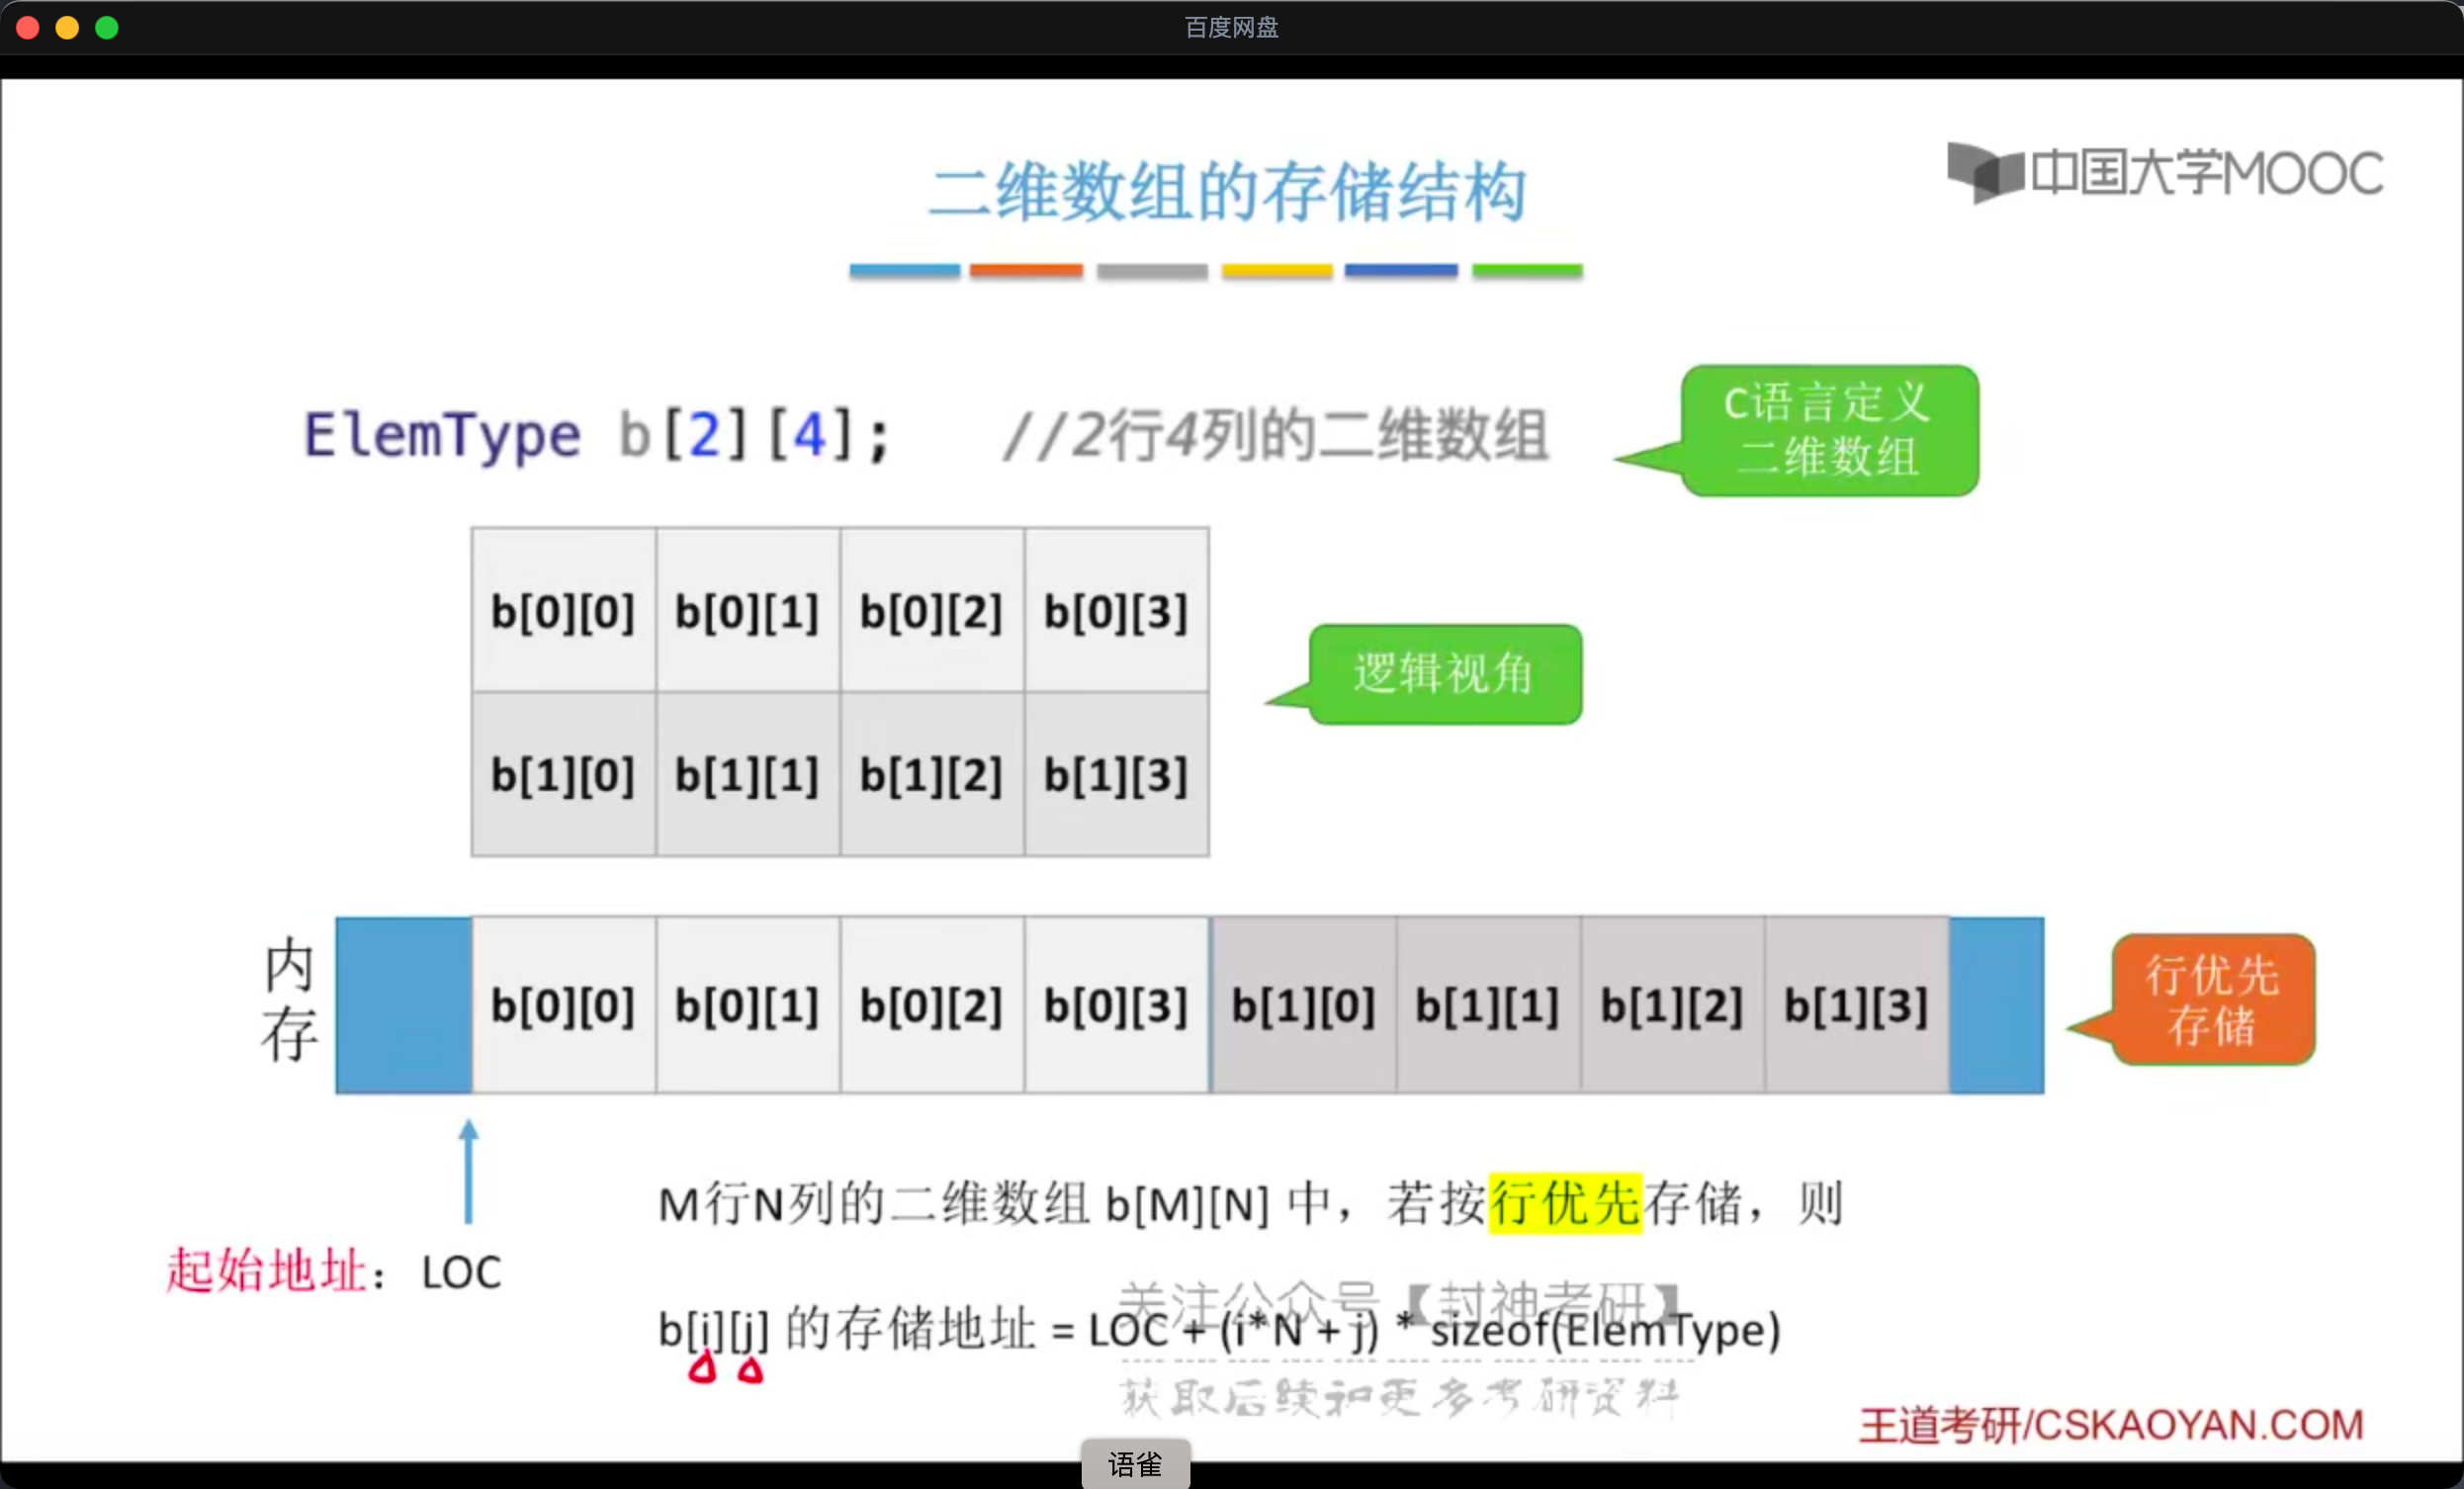 百度网盘
二维数组的存储结构
中国大学MOOC
ElemType b[2][4]; //2行4列的二维数组
C语言定义
二维数组
b[0][0] b[0][1] b[0][2] b[0][3]
b[1][0] b[1][1] b[1][2] b[1][3]
逻辑视角
内存
b[0][0] b[0][1] b[0][2] b[0][3] b[1][0] b[1][1] b[1][2] b[1][3]
行优先
存储
起始地址：LOC
M行N列的二维数组 b[M][N] 中，若按行优先存储，则
关注公众号【封神考研】
b[i][j] 的存储地址 = LOC + (i*N + j) * sizeof(ElemType)
获取后续和更多考研资料
王道考研/CSKAOYAN.COM
语雀